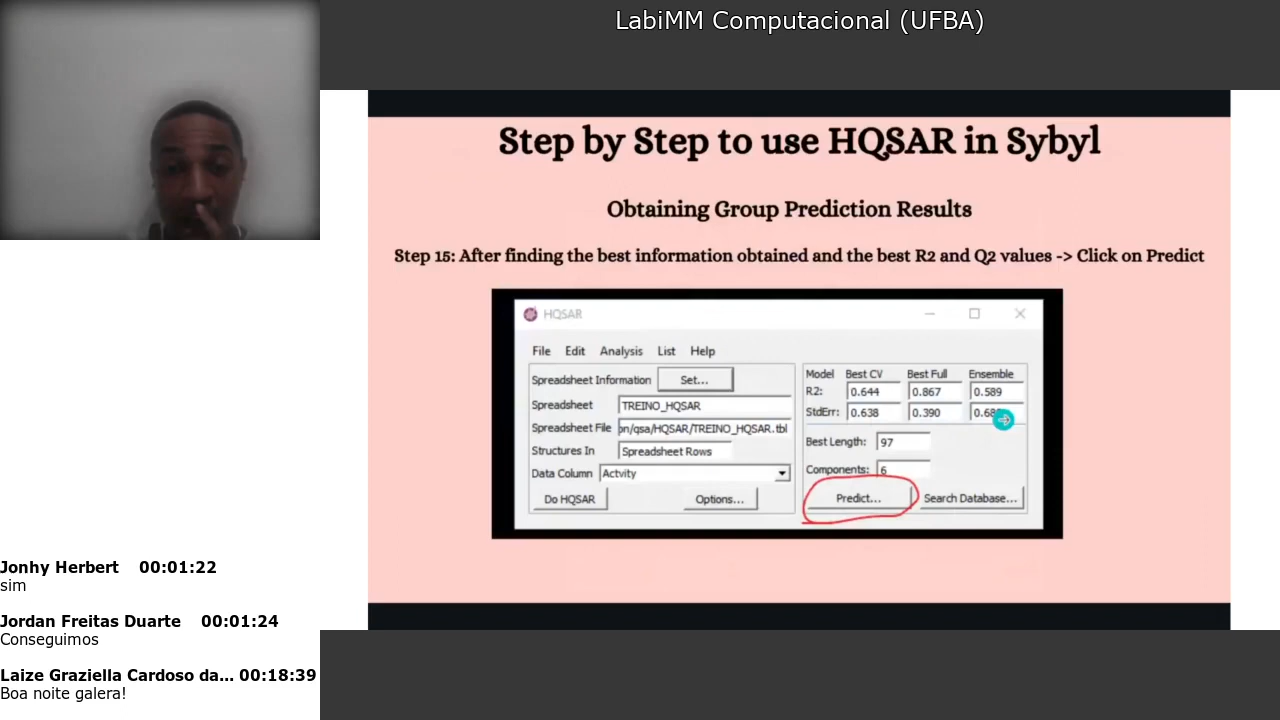 LabiMM Computacional (UFBA)
Step by Step to use HQSAR in Sybyl
Obtaining Group Prediction Results
Step 15: After finding the best information obtained and the best R2 and Q2 values -> Click on Predict
HQSAR
File Edit Analysis List Help
Spreadsheet Information Set...
Spreadsheet TREINO_HQSAR
Spreadsheet File on/qsa/HQSAR/TREINO_HQSAR.tbl
Structures In Spreadsheet Rows
Data Column Actvity
Do HQSAR Options...
Model Best CV Best Full Ensemble
R2: 0.644 0.867 0.589
StdErr: 0.638 0.390
Best Length: 97
Components: 6
Predict... Search Database...
Jonhy Herbert 00:01:22
sim
Jordan Freitas Duarte 00:01:24
Conseguimos
Laize Graziella Cardoso da... 00:18:39
Boa noite galera!